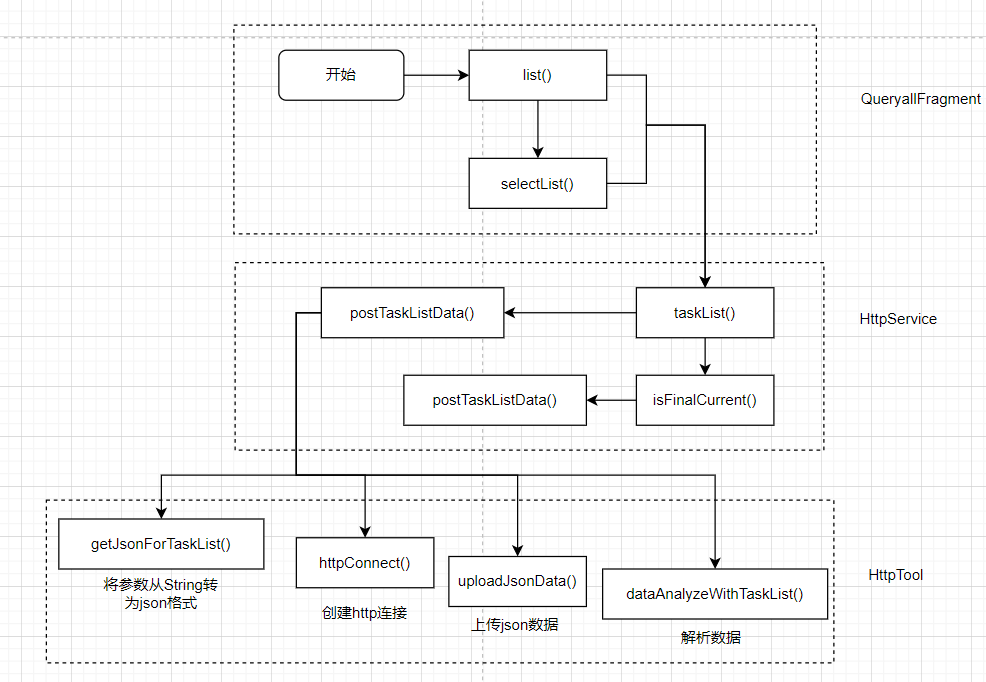 开始
list()
QueryallFragment
selectList()
postTaskListData()
taskList()
HttpService
postTaskListData()
isFinalCurrent()
getJsonForTaskList()
将参数从String转
为json格式
httpConnect()
创建http连接
uploadJsonData()
上传json数据
dataAnalyzeWithTaskList()
解析数据
HttpTool